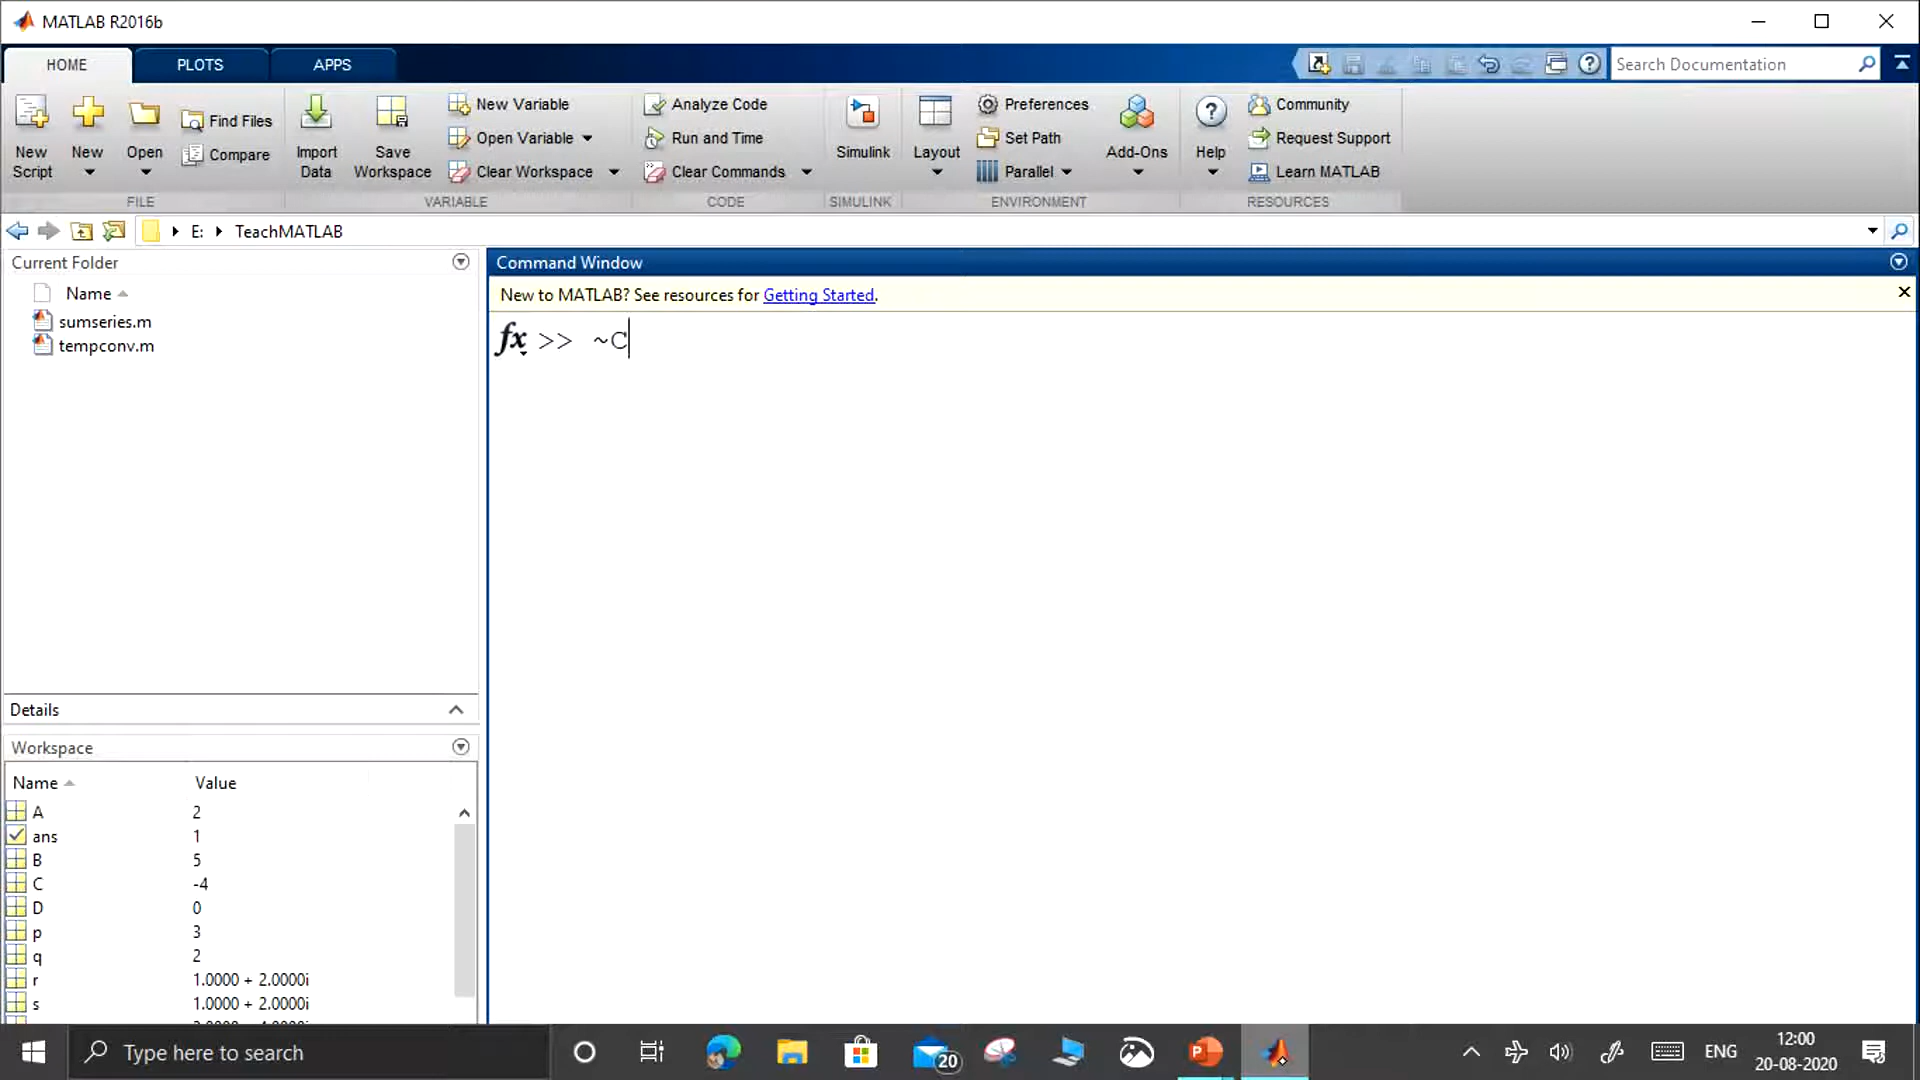 MATLAB R2016b
HOME PLOTS APPS
Search Documentation
New Script
New
Open
Find Files
Compare
FILE
Import Data
Save Workspace
New Variable
Open Variable
Clear Workspace
VARIABLE
Analyze Code
Run and Time
Clear Commands
CODE
Simulink
SIMULINK
Layout
Preferences
Set Path
Parallel
Add-Ons
ENVIRONMENT
Help
Community
Request Support
Learn MATLAB
RESOURCES
E: TeachMATLAB
Current Folder
Name
sumseries.m
tempconv.m
Details
Workspace
Name Value
A 2
ans 1
B 5
C -4
D 0
p 3
q 2
r 1.0000 + 2.0000i
s 1.0000 + 2.0000i
Command Window
New to MATLAB? See resources for Getting Started.
fx >> ~C
Type here to search
20
ENG
12:00
20-08-2020